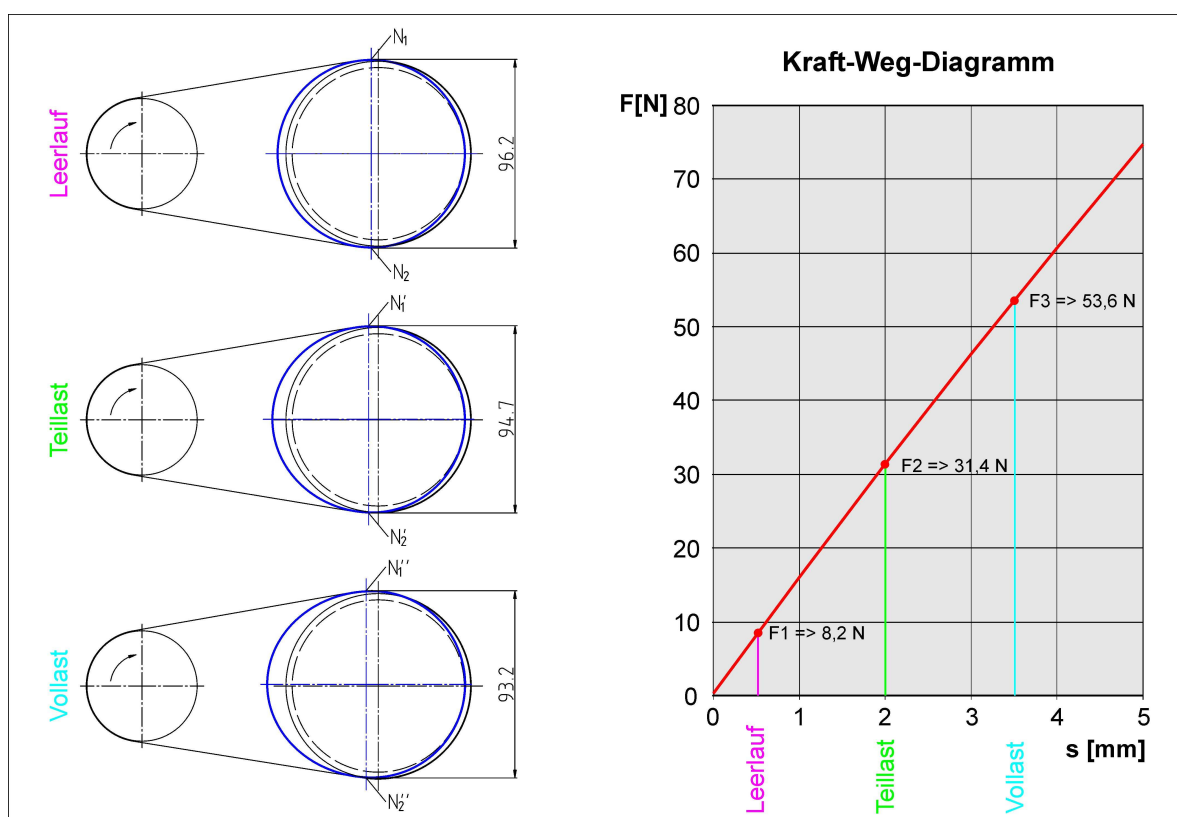 Leerlauf
N1
96.2
N2
Teillast
N1'
94.7
N2'
Vollast
N1''
93.2
N2''
Kraft-Weg-Diagramm
F[N]
80
70
60
50
40
30
20
10
0
F3 => 53,6 N
F2 => 31,4 N
F1 => 8,2 N
0 1 2 3 4 5
s [mm]
Leerlauf
Teillast
Vollast